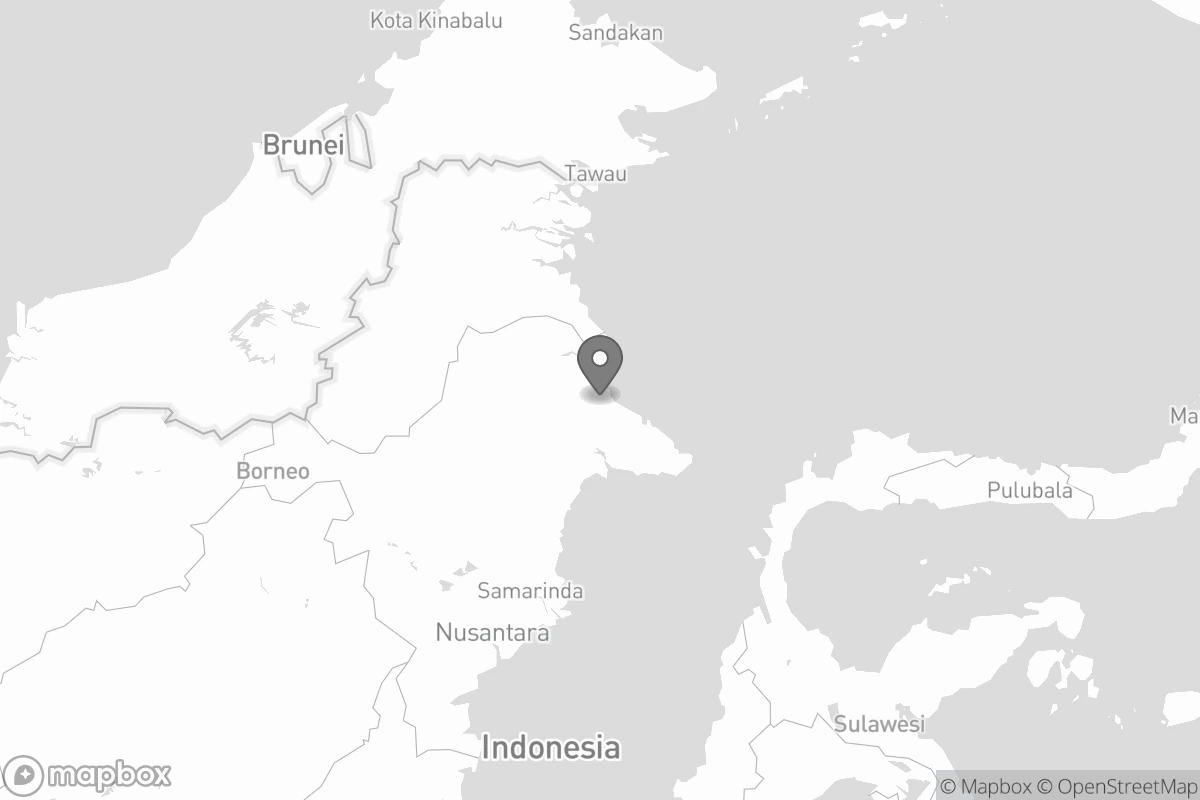 Kota Kinabalu
Sandakan
Brunei
Tawau
Ma
Borneo
Pulubala
Samarinda
Nusantara
Sulawesi
Indonesia
mapbox
© Mapbox © OpenStreetMap